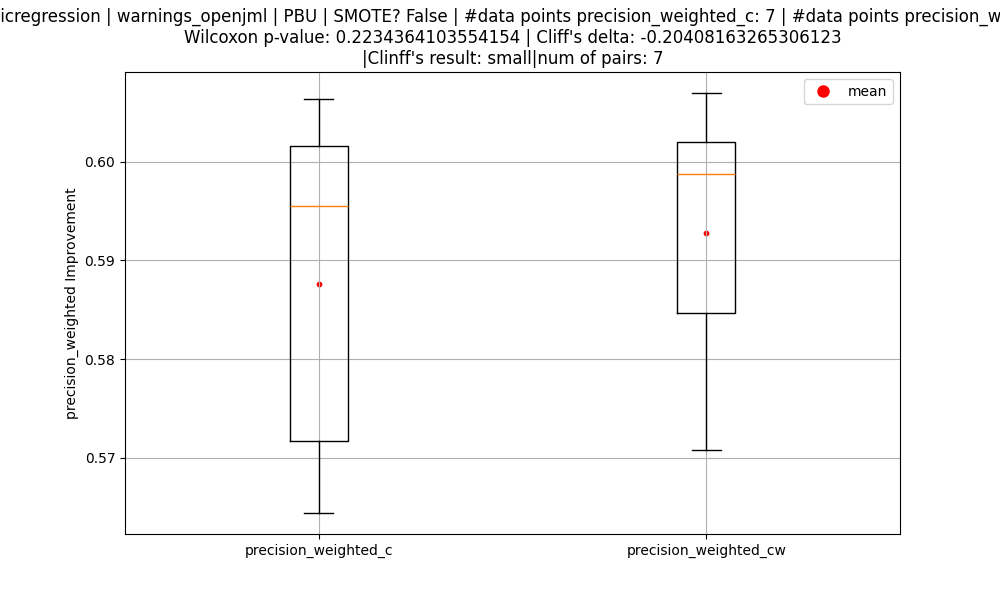 icregression | warnings_openjml | PBU | SMOTE? False | #data points precision_weighted_c: 7 | #data points precision_w
Wilcoxon p-value: 0.2234364103554154 | Cliff's delta: -0.20408163265306123
|Clinff's result: small|num of pairs: 7
mean
0.60
0.59
0.58
0.57
precision_weighted Improvement
precision_weighted_c
precision_weighted_cw